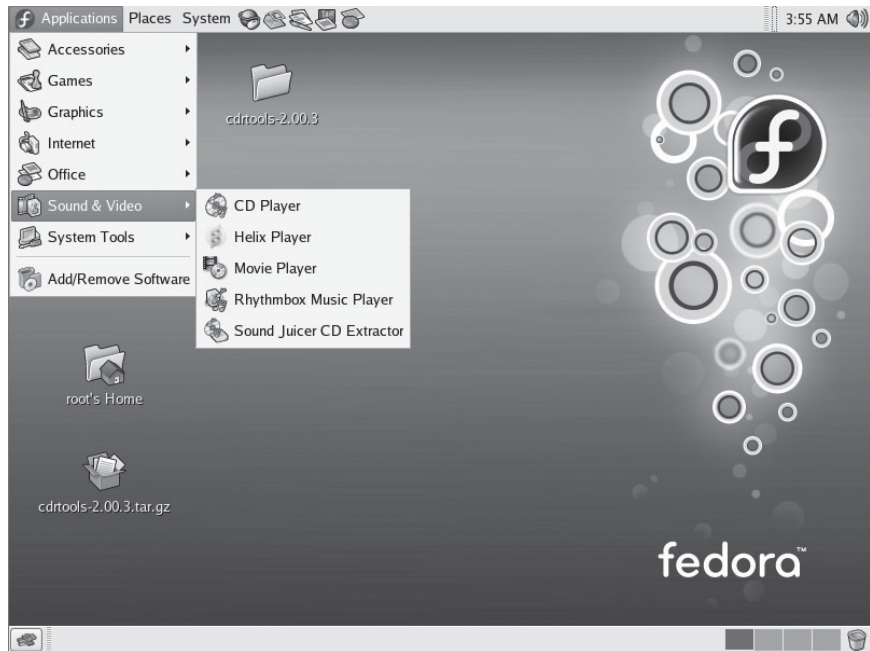 Applications Places System 3:55 AM
Accessories
Games
Graphics
Internet
Office
Sound & Video
System Tools
Add/Remove Software
CD Player
Helix Player
Movie Player
Rhythmbox Music Player
Sound Juicer CD Extractor
cdrtools-2.00.3
root's Home
cdrtools-2.00.3.tar.gz
fedora™